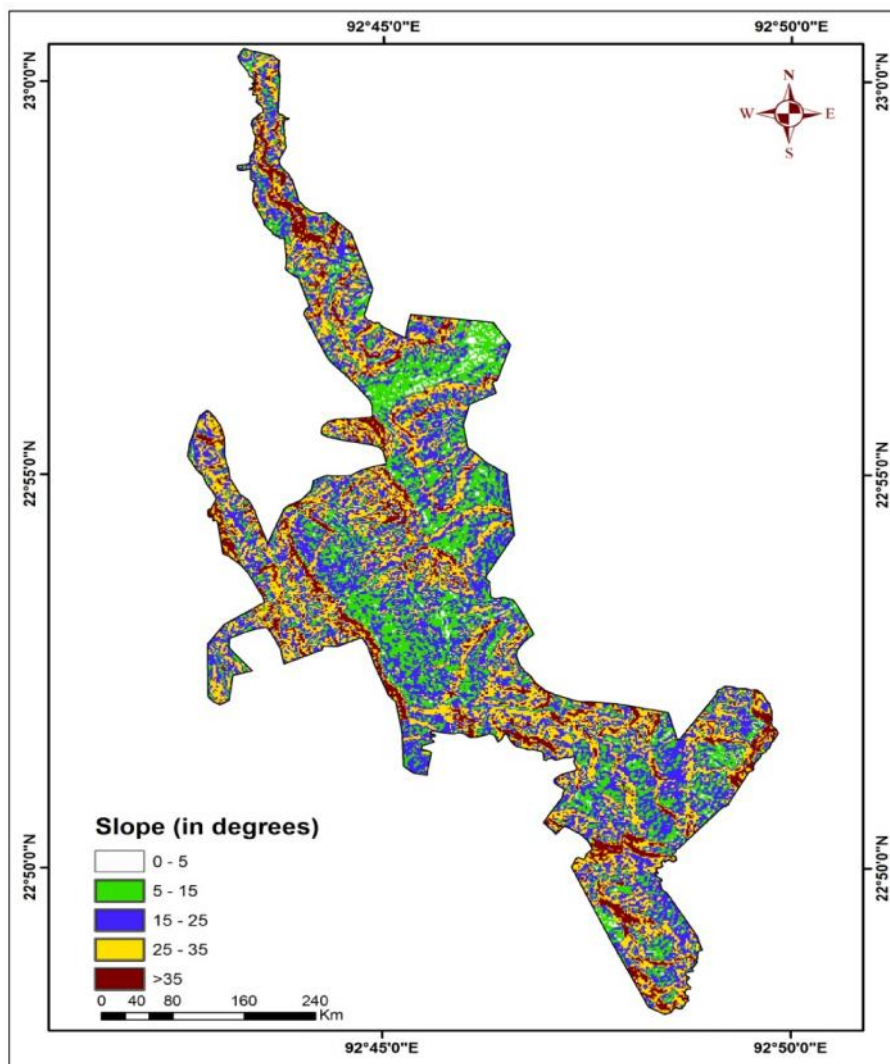 92°45'0"E 92°50'0"E
23°0'0"N 23°0'0"N
N
W E
S
22°55'0"N 22°55'0"N
Slope (in degrees)
0 - 5
5 - 15
15 - 25
25 - 35
>35
22°50'0"N 22°50'0"N
0 40 80 160 240
Km
92°45'0"E 92°50'0"E